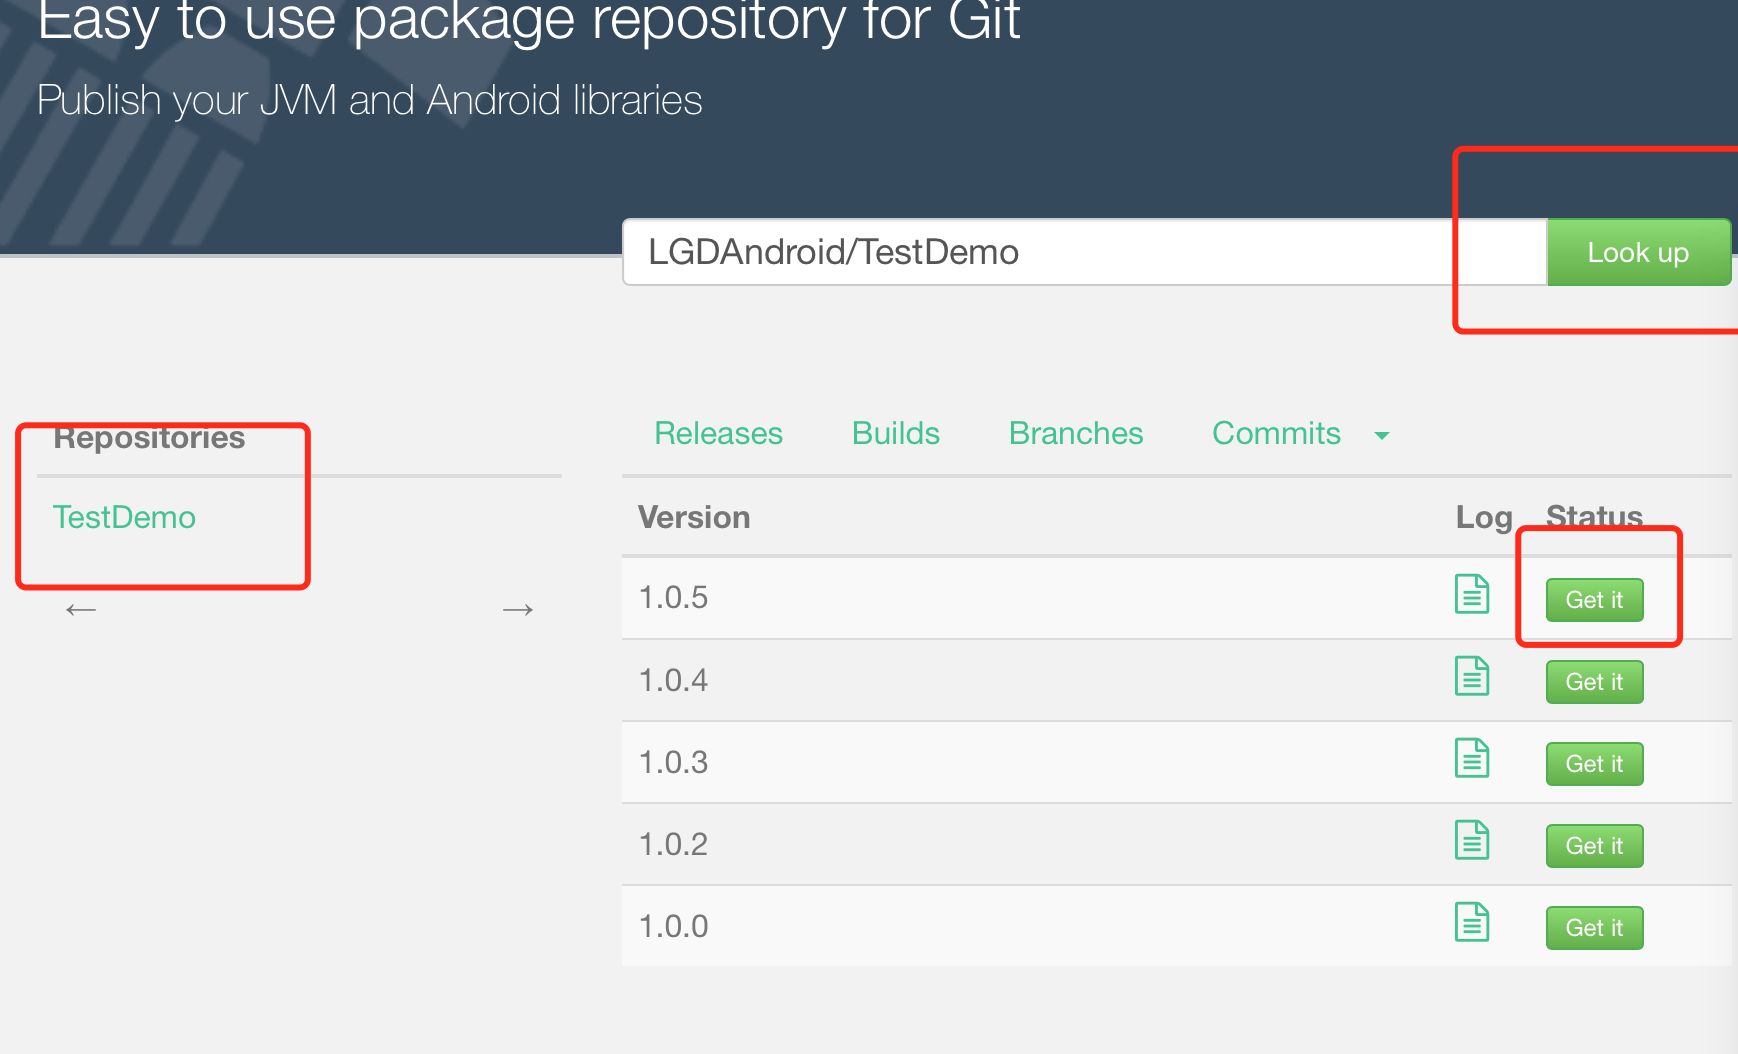 Easy to use package repository for Git
Publish your JVM and Android libraries
LGDAndroid/TestDemo Look up
Repositories
TestDemo
← →
Releases Builds Branches Commits
Version Log Status
1.0.5 Get it
1.0.4 Get it
1.0.3 Get it
1.0.2 Get it
1.0.0 Get it